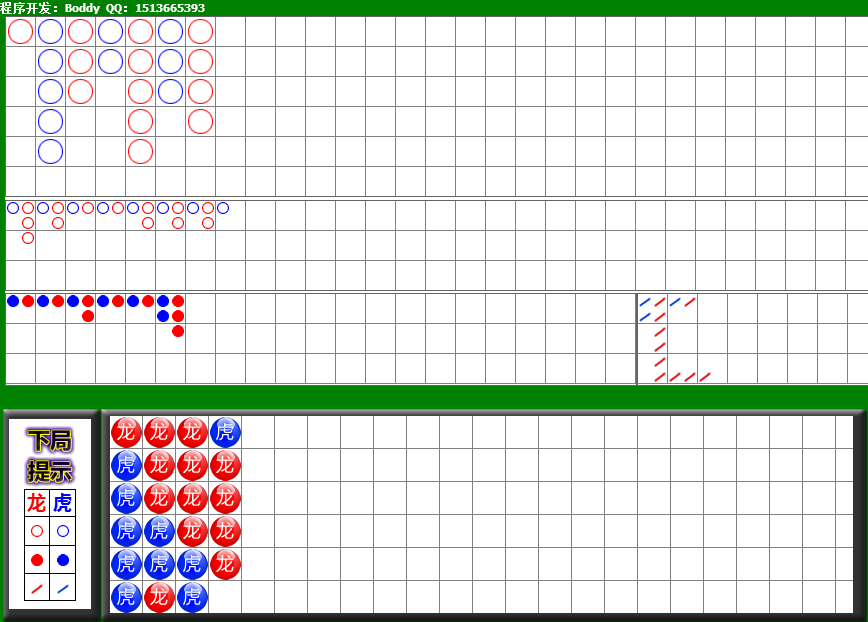 程序开发：Boddy QQ：1513665393
下局
提示
龙 虎
龙 龙 龙 虎
虎 龙 龙 龙
虎 龙 龙 龙
虎 虎 龙 龙
虎 虎 虎 龙
虎 龙 虎